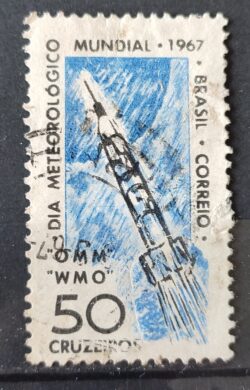 DIA METEOROLÓGICO
MUNDIAL · 1967
· BRASIL · CORREIO ·
"OMM"
"WMO"
50
CRUZEIROS